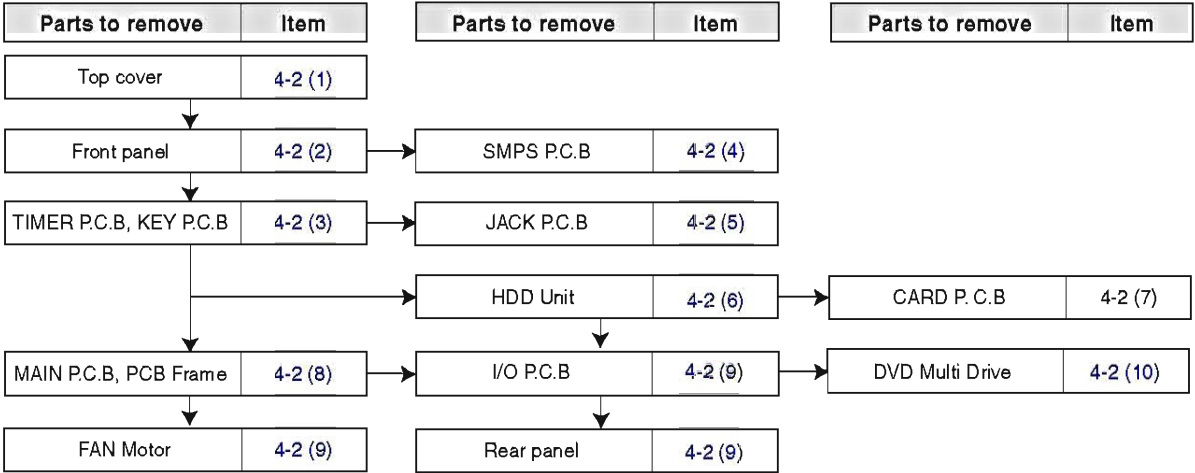 Parts to remove Item Parts to remove Item Parts to remove Item
Top cover 4-2 (1)
Front panel 4-2 (2) SMPS P.C.B 4-2 (4)
TIMER P.C.B, KEY P.C.B 4-2 (3) JACK P.C.B 4-2 (5)
HDD Unit 4-2 (6) CARD P. C.B 4-2 (7)
MAIN P.C.B, PCB Frame 4-2 (8) I/O P.C.B 4-2 (9) DVD Multi Drive 4-2 (10)
FAN Motor 4-2 (9) Rear panel 4-2 (9)